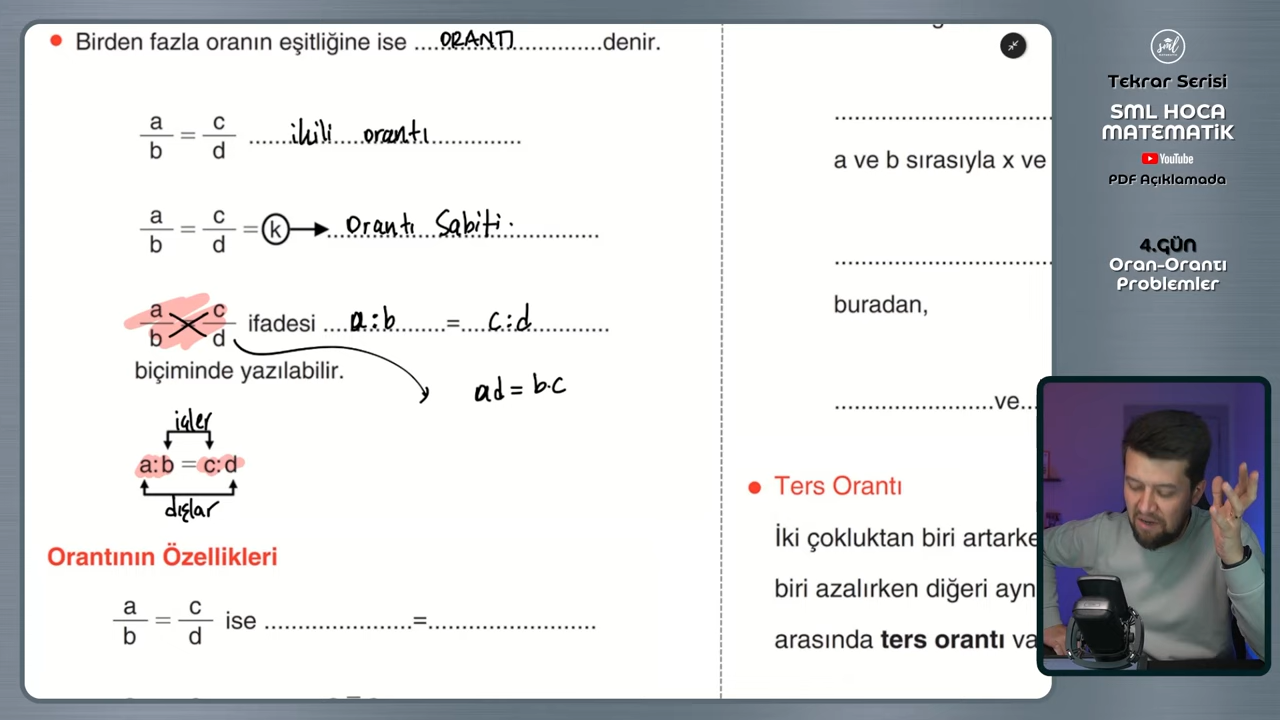 Birden fazla oranın eşitliğine ise ....ORANTI....denir.
a/b = c/d ....ikili orantı....
a/b = c/d = k ....Orantı Sabiti....
a/b c/d ifadesi ....a:b....=....c:d....
biçiminde yazılabilir.
ad = b.c
içler
a:b = c:d
dışlar
Orantının Özellikleri
a/b = c/d ise ....=....
a ve b sırasıyla x ve
buradan,
....ve....
Ters Orantı
İki çokluktan biri artarke
biri azalırken diğeri ayn
arasında ters orantı va
sml
Tekrar Serisi
SML HOCA
MATEMATİK
YouTube
PDF Açıklamada
4.GÜN
Oran-Orantı
Problemler